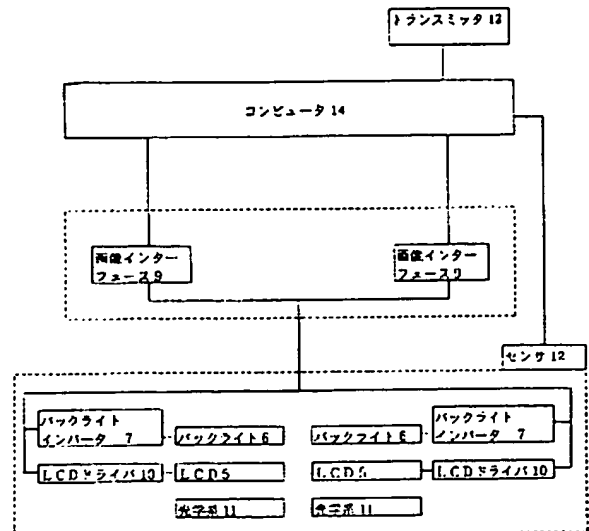 トランスミッタ 13
コンピュータ 14
画像インター
フェース 9
画像インター
フェース 9
センサ 12
バックライト
インバータ 7
バックライト 6
バックライト 6
バックライト
インバータ 7
LCDドライバ 10
LCD 5
LCD 5
LCDドライバ 10
光学系 11
光学系 11